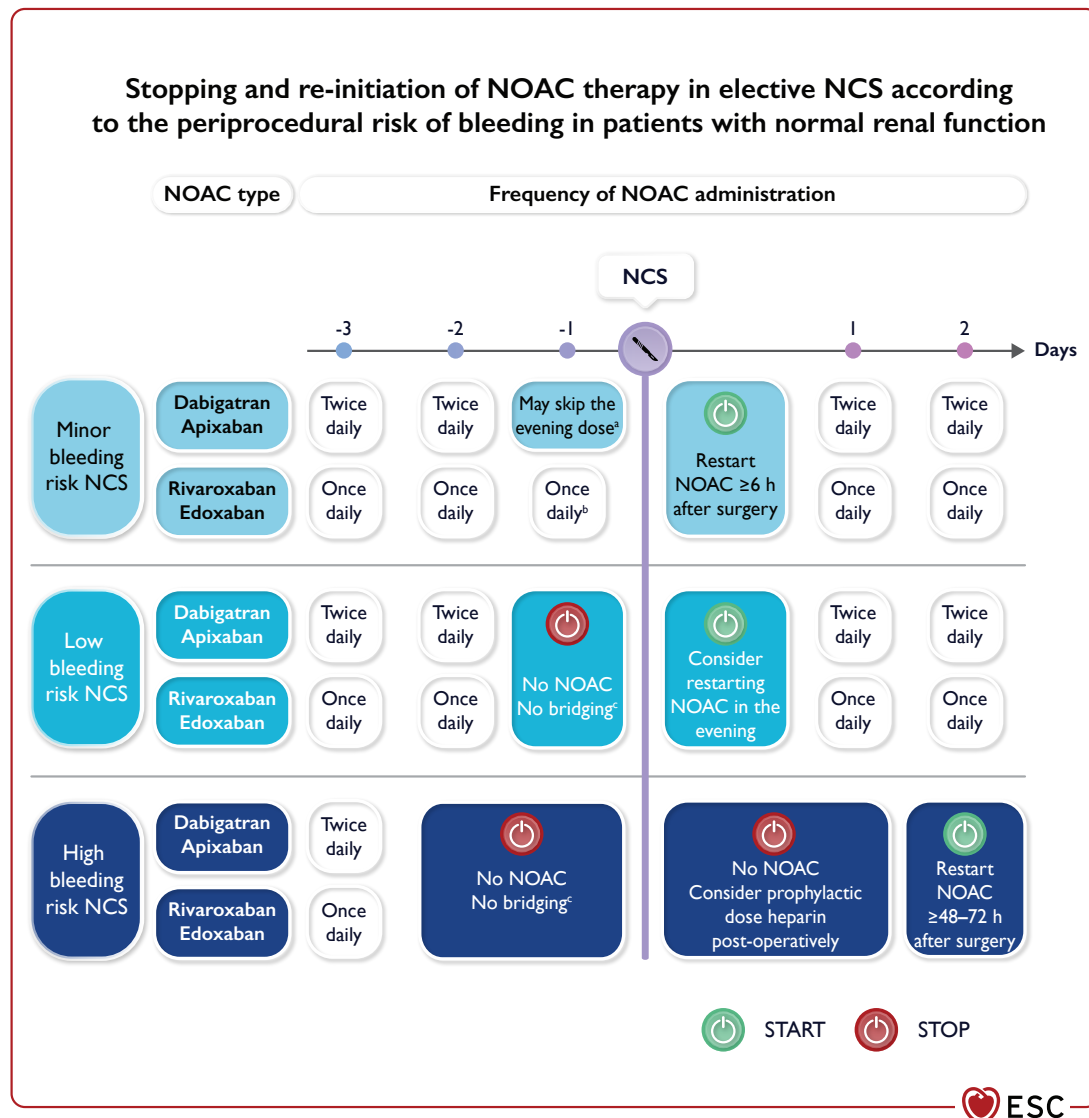 Stopping and re-initiation of NOAC therapy in elective NCS according
to the periprocedural risk of bleeding in patients with normal renal function
NOAC type
Frequency of NOAC administration
NCS
-3
-2
-1
1
2
Days
Minor
bleeding
risk NCS
Dabigatran
Apixaban
Twice
daily
Twice
daily
May skip the
evening doseᵃ
Restart
NOAC ≥6 h
after surgery
Twice
daily
Twice
daily
Rivaroxaban
Edoxaban
Once
daily
Once
daily
Once
dailyᵇ
Once
daily
Once
daily
Low
bleeding
risk NCS
Dabigatran
Apixaban
Twice
daily
Twice
daily
No NOAC
No bridgingᶜ
Consider
restarting
NOAC in the
evening
Twice
daily
Twice
daily
Rivaroxaban
Edoxaban
Once
daily
Once
daily
Once
daily
Once
daily
High
bleeding
risk NCS
Dabigatran
Apixaban
Twice
daily
No NOAC
No bridgingᶜ
No NOAC
Consider prophylactic
dose heparin
post-operatively
Restart
NOAC
≥48–72 h
after surgery
Rivaroxaban
Edoxaban
Once
daily
START
STOP
ESC